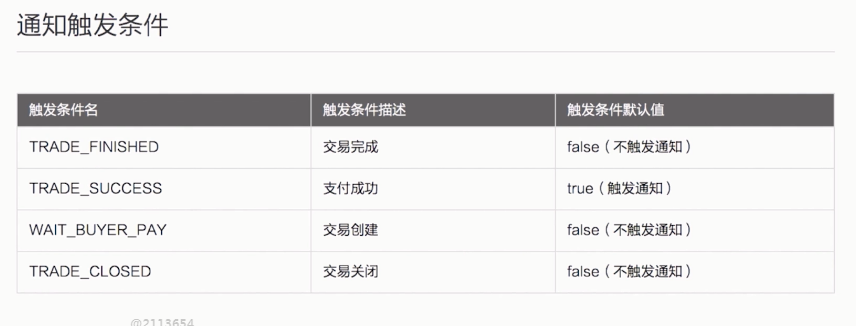 通知触发条件
触发条件名 触发条件描述 触发条件默认值
TRADE_FINISHED 交易完成 false（不触发通知）
TRADE_SUCCESS 支付成功 true（触发通知）
WAIT_BUYER_PAY 交易创建 false（不触发通知）
TRADE_CLOSED 交易关闭 false（不触发通知）
@2113654